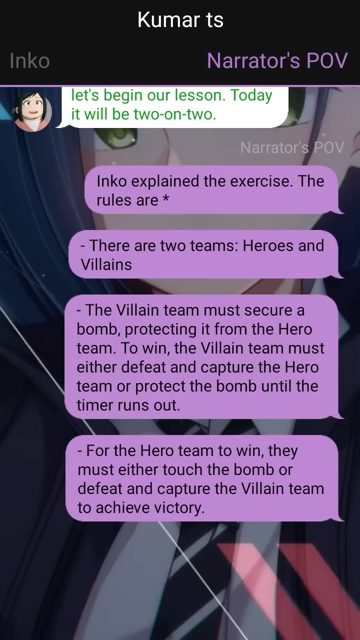 Kumar ts
Inko
Narrator's POV
let's begin our lesson. Today
it will be two-on-two.
Narrator's POV
Inko explained the exercise. The
rules are *
- There are two teams: Heroes and
Villains
- The Villain team must secure a
bomb, protecting it from the Hero
team. To win, the Villain team must
either defeat and capture the Hero
team or protect the bomb until the
timer runs out.
- For the Hero team to win, they
must either touch the bomb or
defeat and capture the Villain team
to achieve victory.